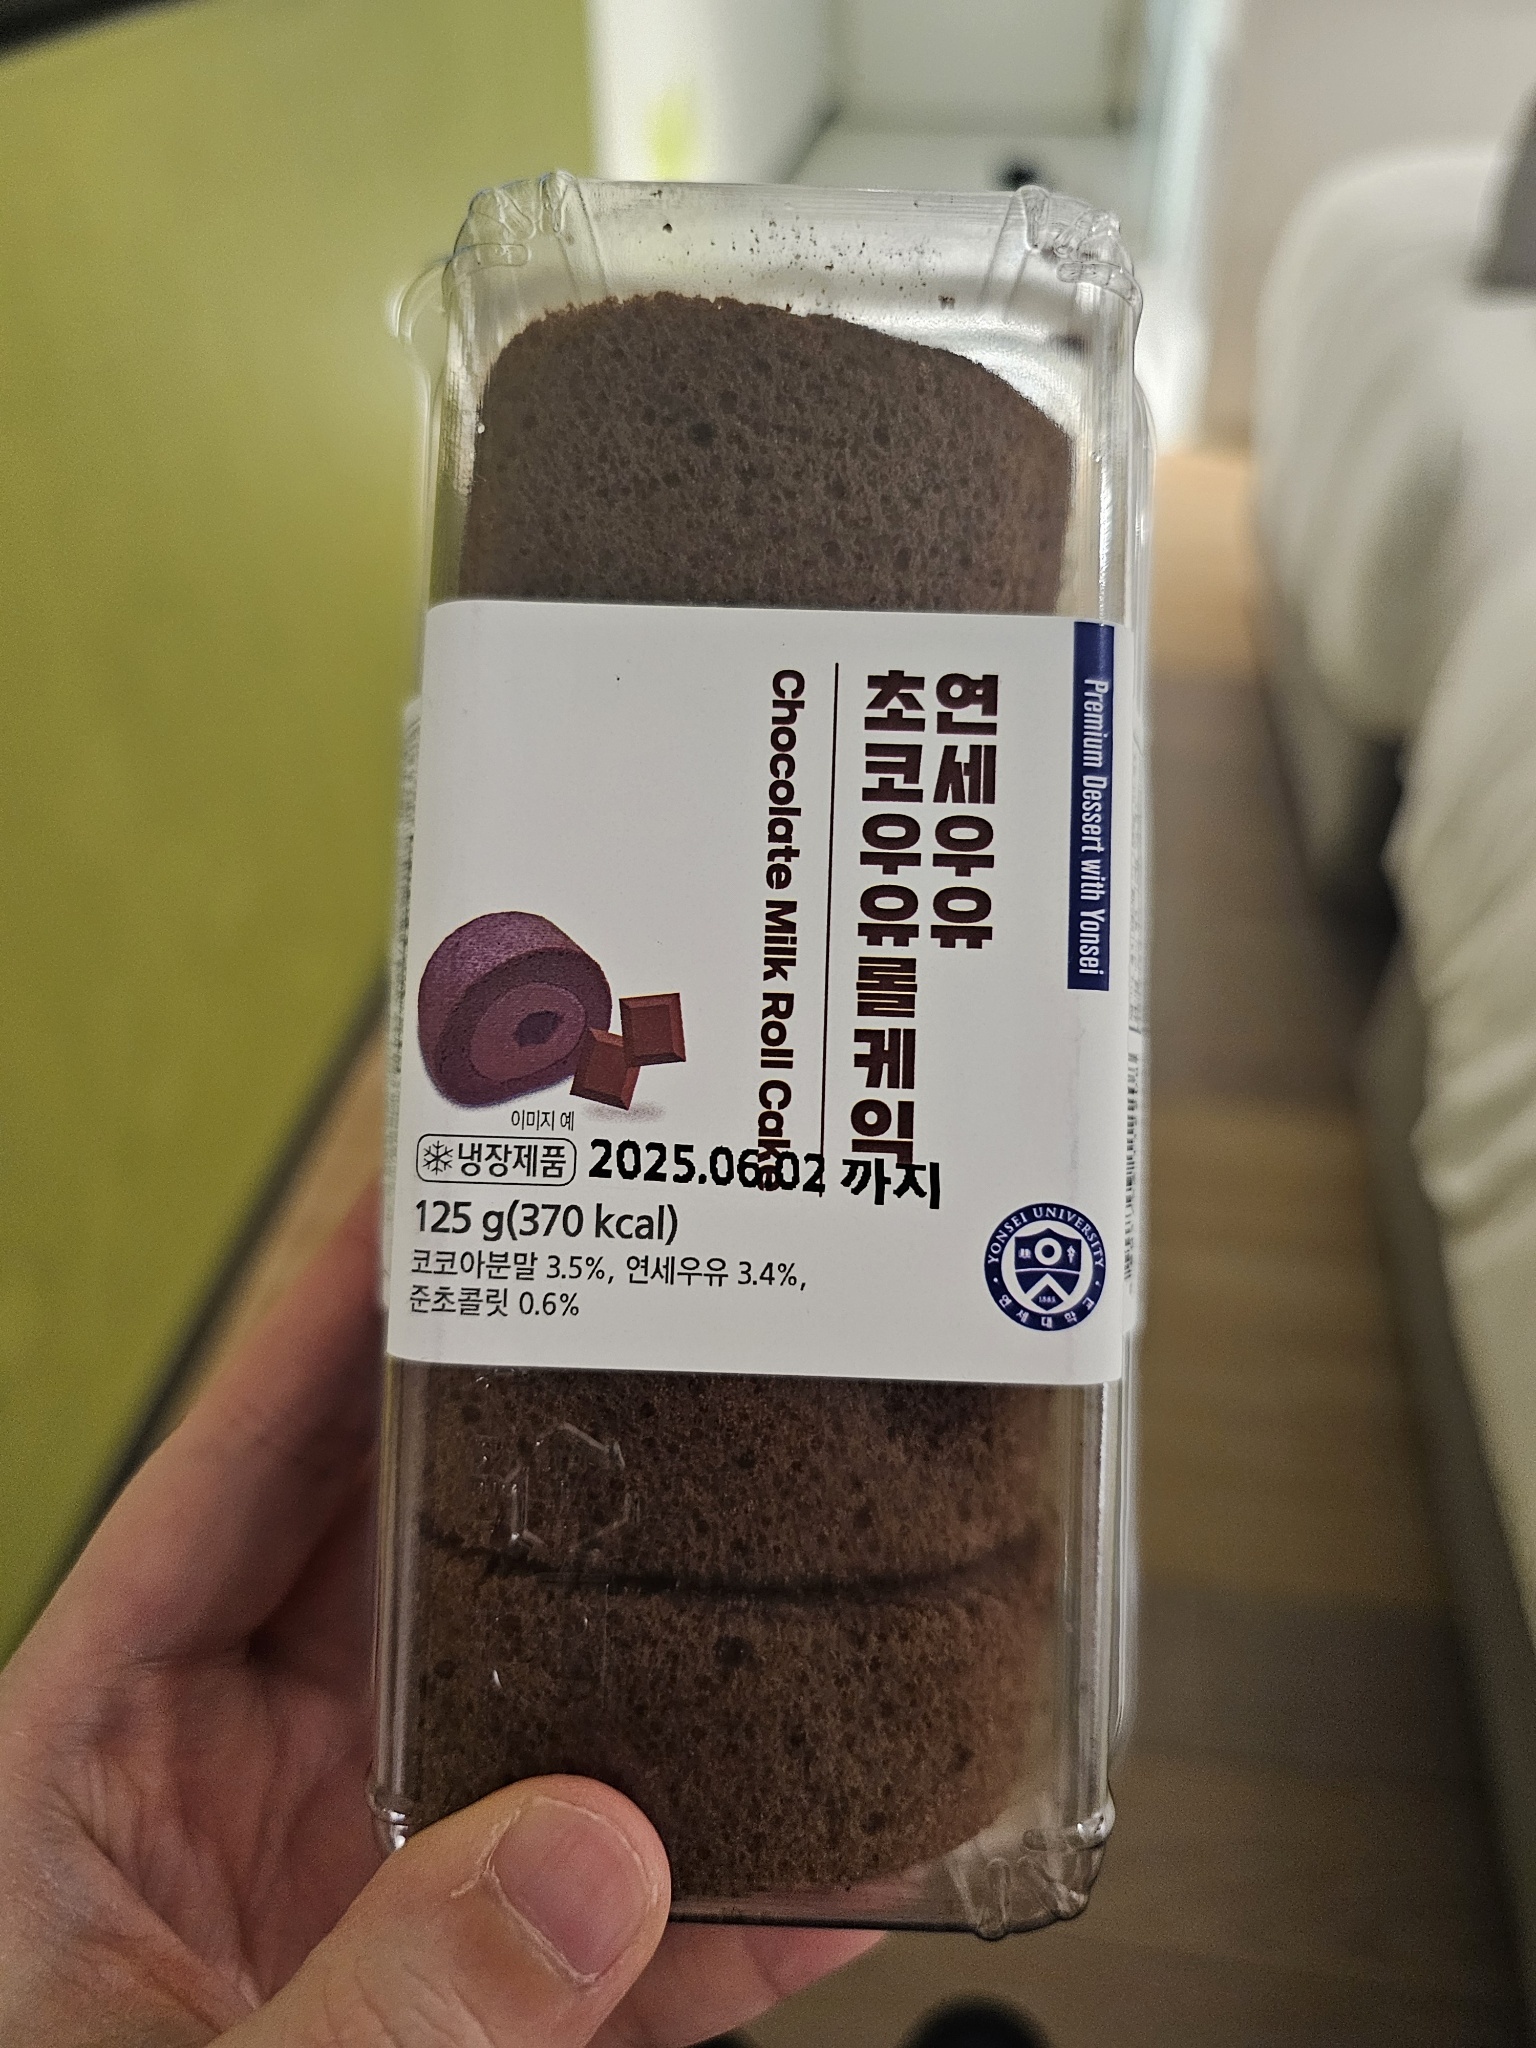 Premium Dessert with Yonsei
연세우유
초코우유롤케익
Chocolate Milk Roll Cake
이미지 예
냉장제품 2025.06.02 까지
125 g(370 kcal)
코코아분말 3.5%, 연세우유 3.4%,
준초콜릿 0.6%
YONSEI UNIVERSITY
1885
연세대학교